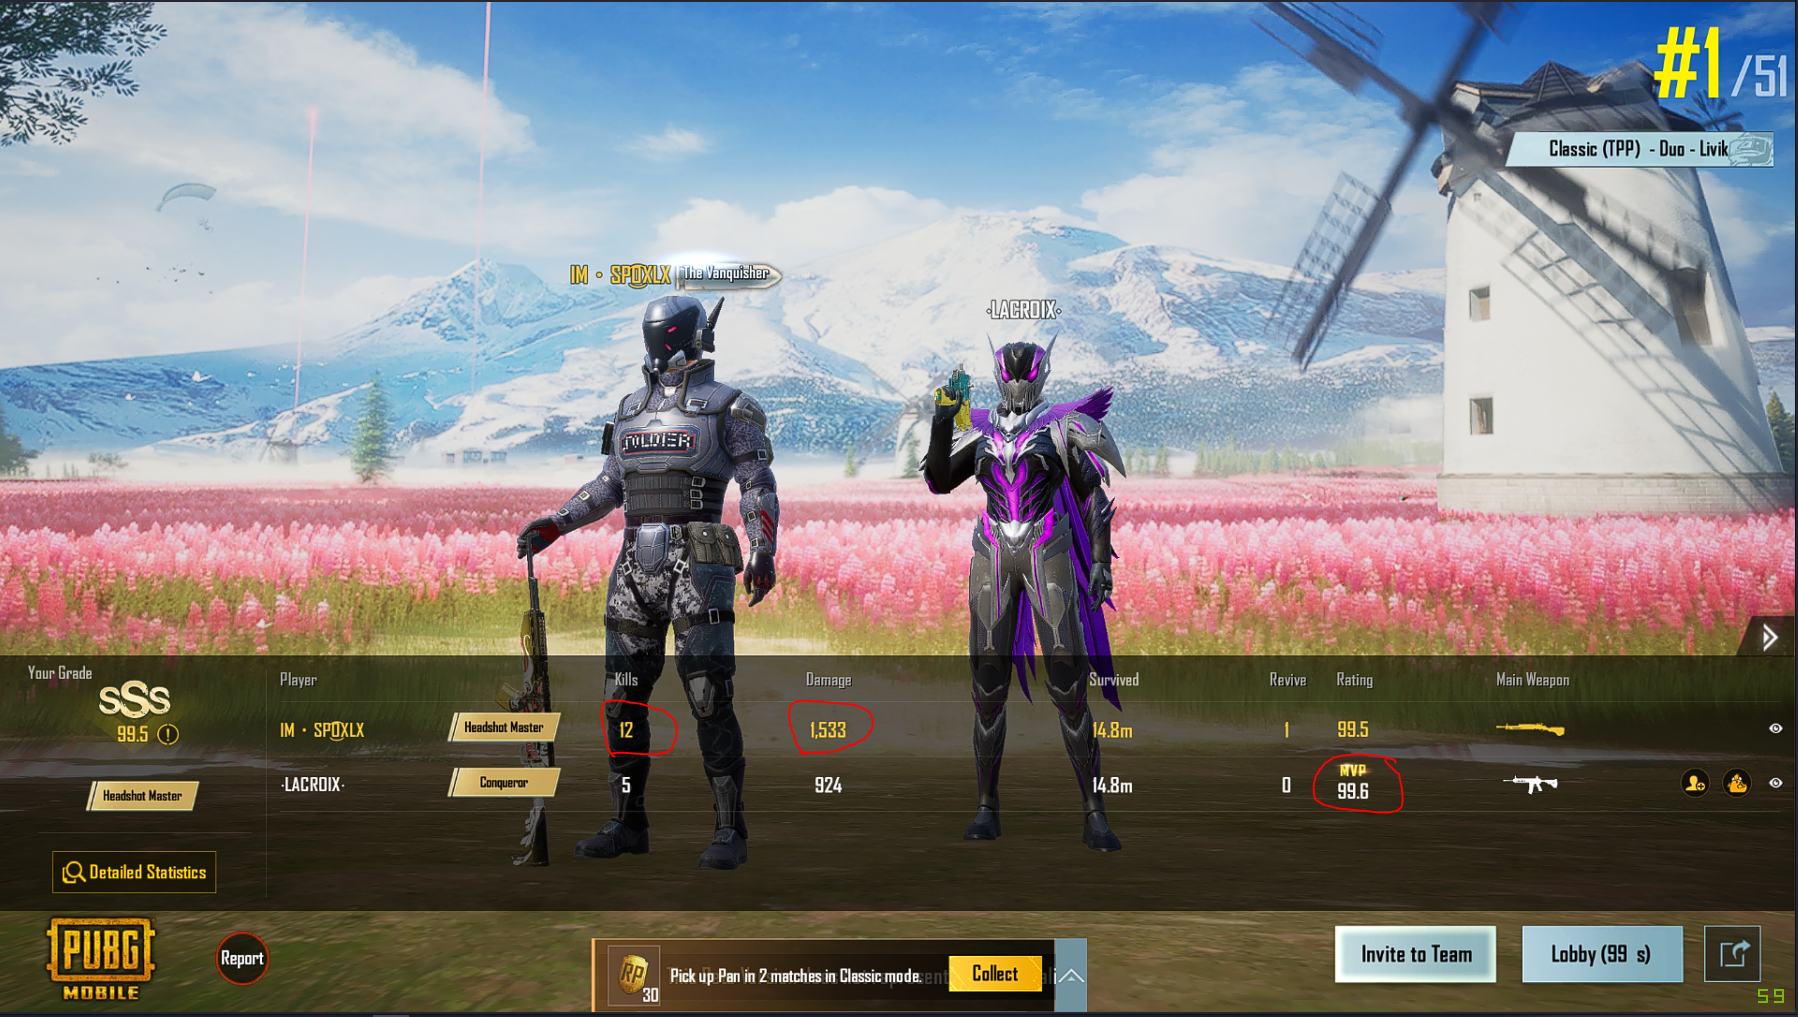 #1/51
Classic (TPP) - Duo - Livik
IM • SPOXLX The Vanquisher
·LACROIX·
SOLDIER
Your Grade
SSS
99.5
Headshot Master
Detailed Statistics
Player Kills Damage Survived Revive Rating Main Weapon
IM • SPOXLX Headshot Master 12 1,533 14.8m 1 99.5
MVP
·LACROIX· Conqueror 5 924 14.8m 0 99.6
PUBG
MOBILE
Report
RP
30
Pick up Pan in 2 matches in Classic mode.
Collect
Invite to Team
Lobby (99 s)
59